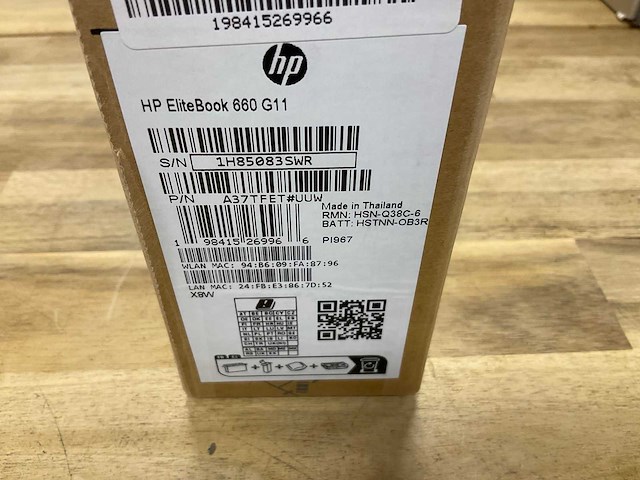 198415269966
hp
HP EliteBook 660 G11
S/N 1H85083SWR
P/N A37TFET#UUW
Made in Thailand
RMN: HSN-Q38C-6
BATT: HSTNN-OB3R
1 98415 26996 6 PI967
WLAN MAC: 94:B6:09:FA:87:96
LAN MAC: 24:FB:E3:86:7D:52
X8W